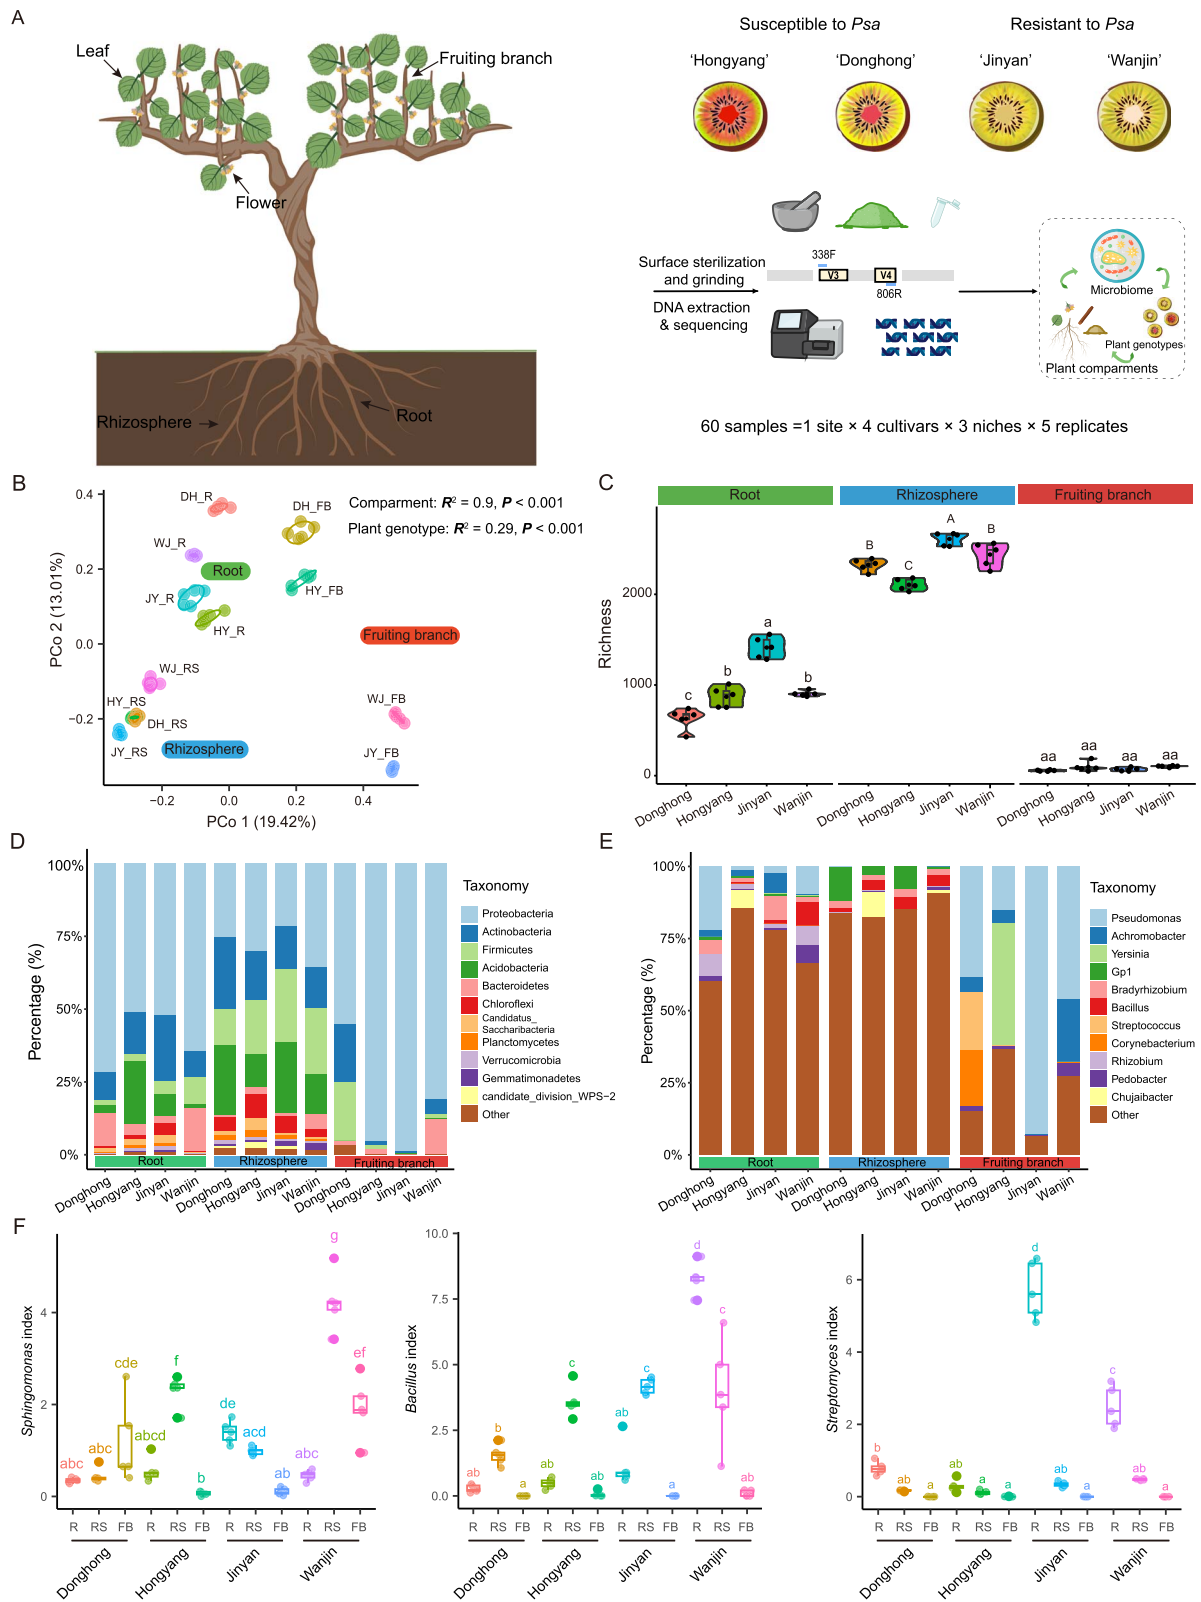 A
Leaf
Fruiting branch
Flower
Rhizosphere
Root
Susceptible to Psa
Resistant to Psa
‘Hongyang’
‘Donghong’
‘Jinyan’
‘Wanjin’
Surface sterilization
and grinding
DNA extraction
& sequencing
338F
V3
V4
806R
Microbiome
Plant genotypes
Plant comparments
60 samples =1 site × 4 cultivars × 3 niches × 5 replicates
B
Comparment: R² = 0.9, P < 0.001
Plant genotype: R² = 0.29, P < 0.001
PCo 2 (13.01%)
0.4
0.2
0.0
−0.2
DH_R
DH_FB
WJ_R
Root
HY_FB
JY_R
HY_R
Fruiting branch
WJ_RS
HY_RS
DH_RS
WJ_FB
JY_RS
Rhizosphere
JY_FB
−0.2
0.0
0.2
0.4
PCo 1 (19.42%)
C
Root
Rhizosphere
Fruiting branch
Richness
2000
1000
0
c
b
a
b
B
C
A
B
aa
aa
aa
aa
Donghong
Hongyang
Jinyan
Wanjin
Donghong
Hongyang
Jinyan
Wanjin
Donghong
Hongyang
Jinyan
Wanjin
D
Percentage (%)
100%
75%
50%
25%
0%
Root
Rhizosphere
Fruiting branch
Donghong
Hongyang
Jinyan
Wanjin
Donghong
Hongyang
Jinyan
Wanjin
Donghong
Hongyang
Jinyan
Wanjin
Taxonomy
Proteobacteria
Actinobacteria
Firmicutes
Acidobacteria
Bacteroidetes
Chloroflexi
Candidatus_
Saccharibacteria
Planctomycetes
Verrucomicrobia
Gemmatimonadetes
candidate_division_WPS−2
Other
E
Percentage (%)
100%
75%
50%
25%
0%
Root
Rhizosphere
Fruiting branch
Donghong
Hongyang
Jinyan
Wanjin
Donghong
Hongyang
Jinyan
Wanjin
Donghong
Hongyang
Jinyan
Wanjin
Taxonomy
Pseudomonas
Achromobacter
Yersinia
Gp1
Bradyrhizobium
Bacillus
Streptococcus
Corynebacterium
Rhizobium
Pedobacter
Chujaibacter
Other
F
Sphingomonas index
4
2
0
abc
abc
cde
abcd
f
b
de
acd
ab
abc
g
ef
R RS FB R RS FB R RS FB R RS FB
Donghong
Hongyang
Jinyan
Wanjin
Bacillus index
10.0
7.5
5.0
2.5
0.0
ab
b
a
ab
c
ab
ab
c
a
d
c
ab
R RS FB R RS FB R RS FB R RS FB
Donghong
Hongyang
Jinyan
Wanjin
Streptomyces index
6
4
2
0
b
ab
a
ab
a
a
d
ab
a
c
ab
a
R RS FB R RS FB R RS FB R RS FB
Donghong
Hongyang
Jinyan
Wanjin